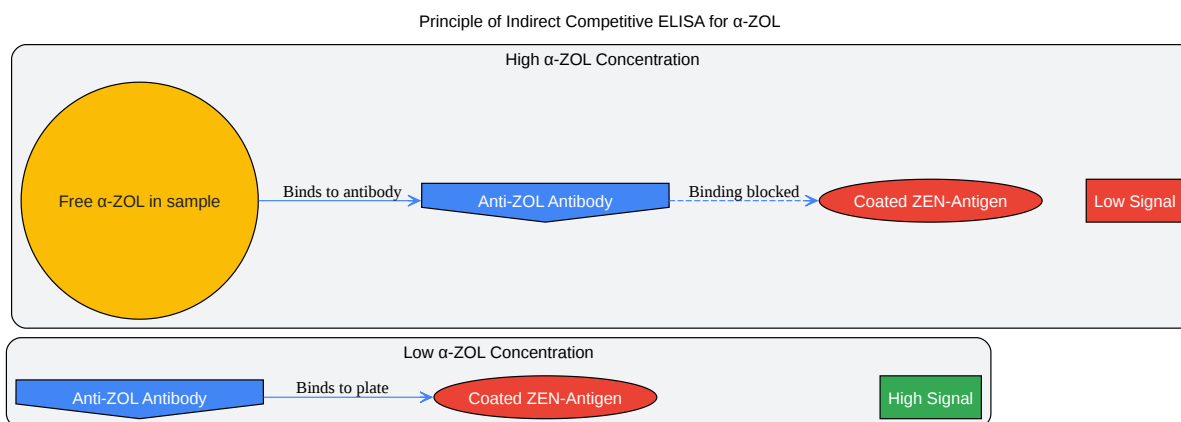 Principle of Indirect Competitive ELISA for α-ZOL
High α-ZOL Concentration
Free α-ZOL in sample
Binds to antibody
Anti-ZOL Antibody
Binding blocked
Coated ZEN-Antigen
Low Signal
Low α-ZOL Concentration
Anti-ZOL Antibody
Binds to plate
Coated ZEN-Antigen
High Signal